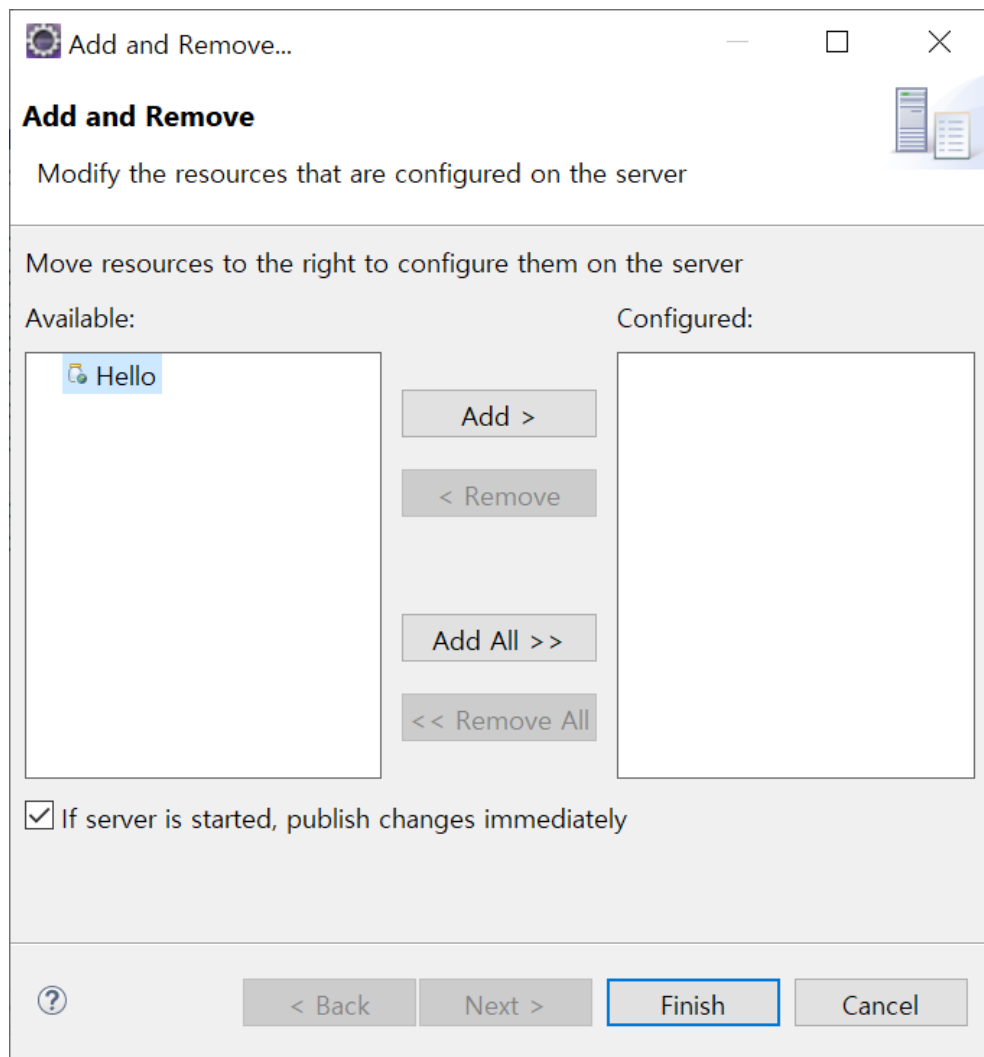 Add and Remove...
Add and Remove
Modify the resources that are configured on the server
Move resources to the right to configure them on the server
Available:
Configured:
Hello
Add >
< Remove
Add All >>
<< Remove All
If server is started, publish changes immediately
?
< Back
Next >
Finish
Cancel